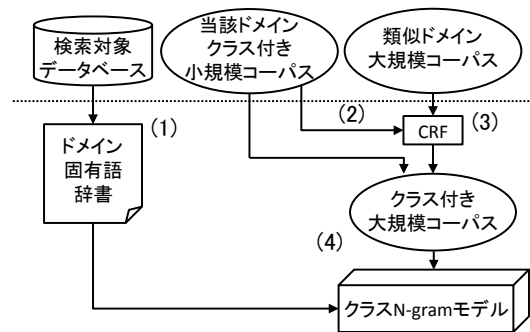 検索対象
データベース
当該ドメイン
クラス付き
小規模コーパス
類似ドメイン
大規模コーパス
(1)
(2)
(3)
CRF
ドメイン
固有語
辞書
クラス付き
大規模コーパス
(4)
クラスN-gramモデル